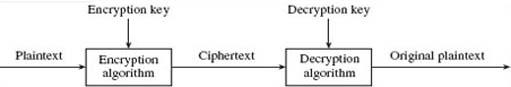 Encryption key
Decryption key
Plaintext
Encryption
algorithm
Ciphertext
Decryption
algorithm
Original plaintext